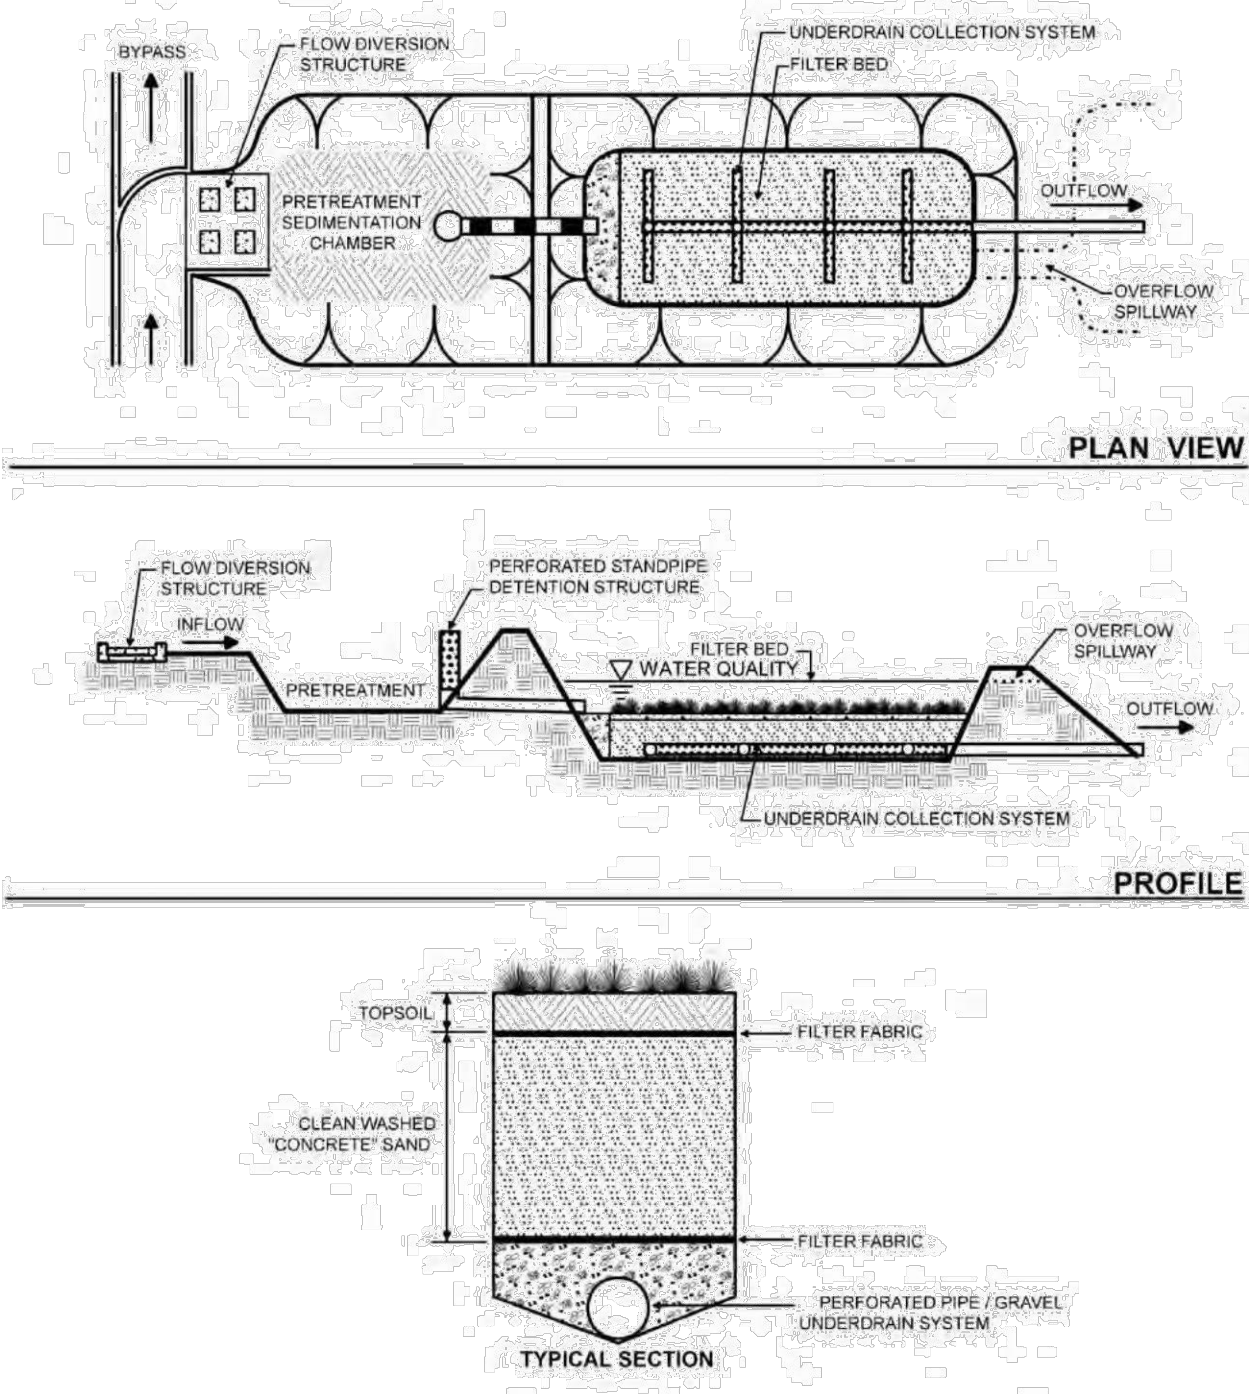 BYPASS
FLOW DIVERSION
STRUCTURE
UNDERDRAIN COLLECTION SYSTEM
FILTER BED
PRETREATMENT
SEDIMENTATION
CHAMBER
OUTFLOW
OVERFLOW
SPILLWAY
PLAN VIEW
FLOW DIVERSION
STRUCTURE
INFLOW
PERFORATED STANDPIPE
DETENTION STRUCTURE
PRETREATMENT
FILTER BED
WATER QUALITY
OVERFLOW
SPILLWAY
OUTFLOW
UNDERDRAIN COLLECTION SYSTEM
PROFILE
TOPSOIL
FILTER FABRIC
CLEAN WASHED
"CONCRETE" SAND
FILTER FABRIC
PERFORATED PIPE / GRAVEL
UNDERDRAIN SYSTEM
TYPICAL SECTION